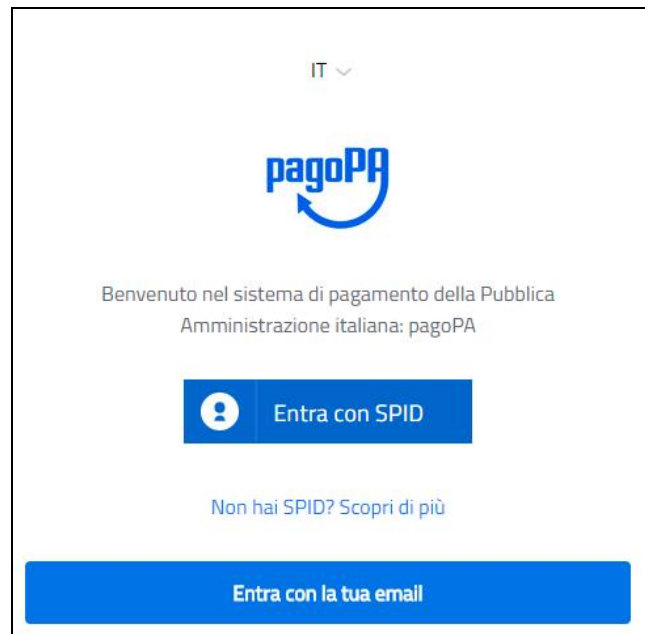 IT
pagoPA
Benvenuto nel sistema di pagamento della Pubblica
Amministrazione italiana: pagoPA
Entra con SPID
Non hai SPID? Scopri di più
Entra con la tua email